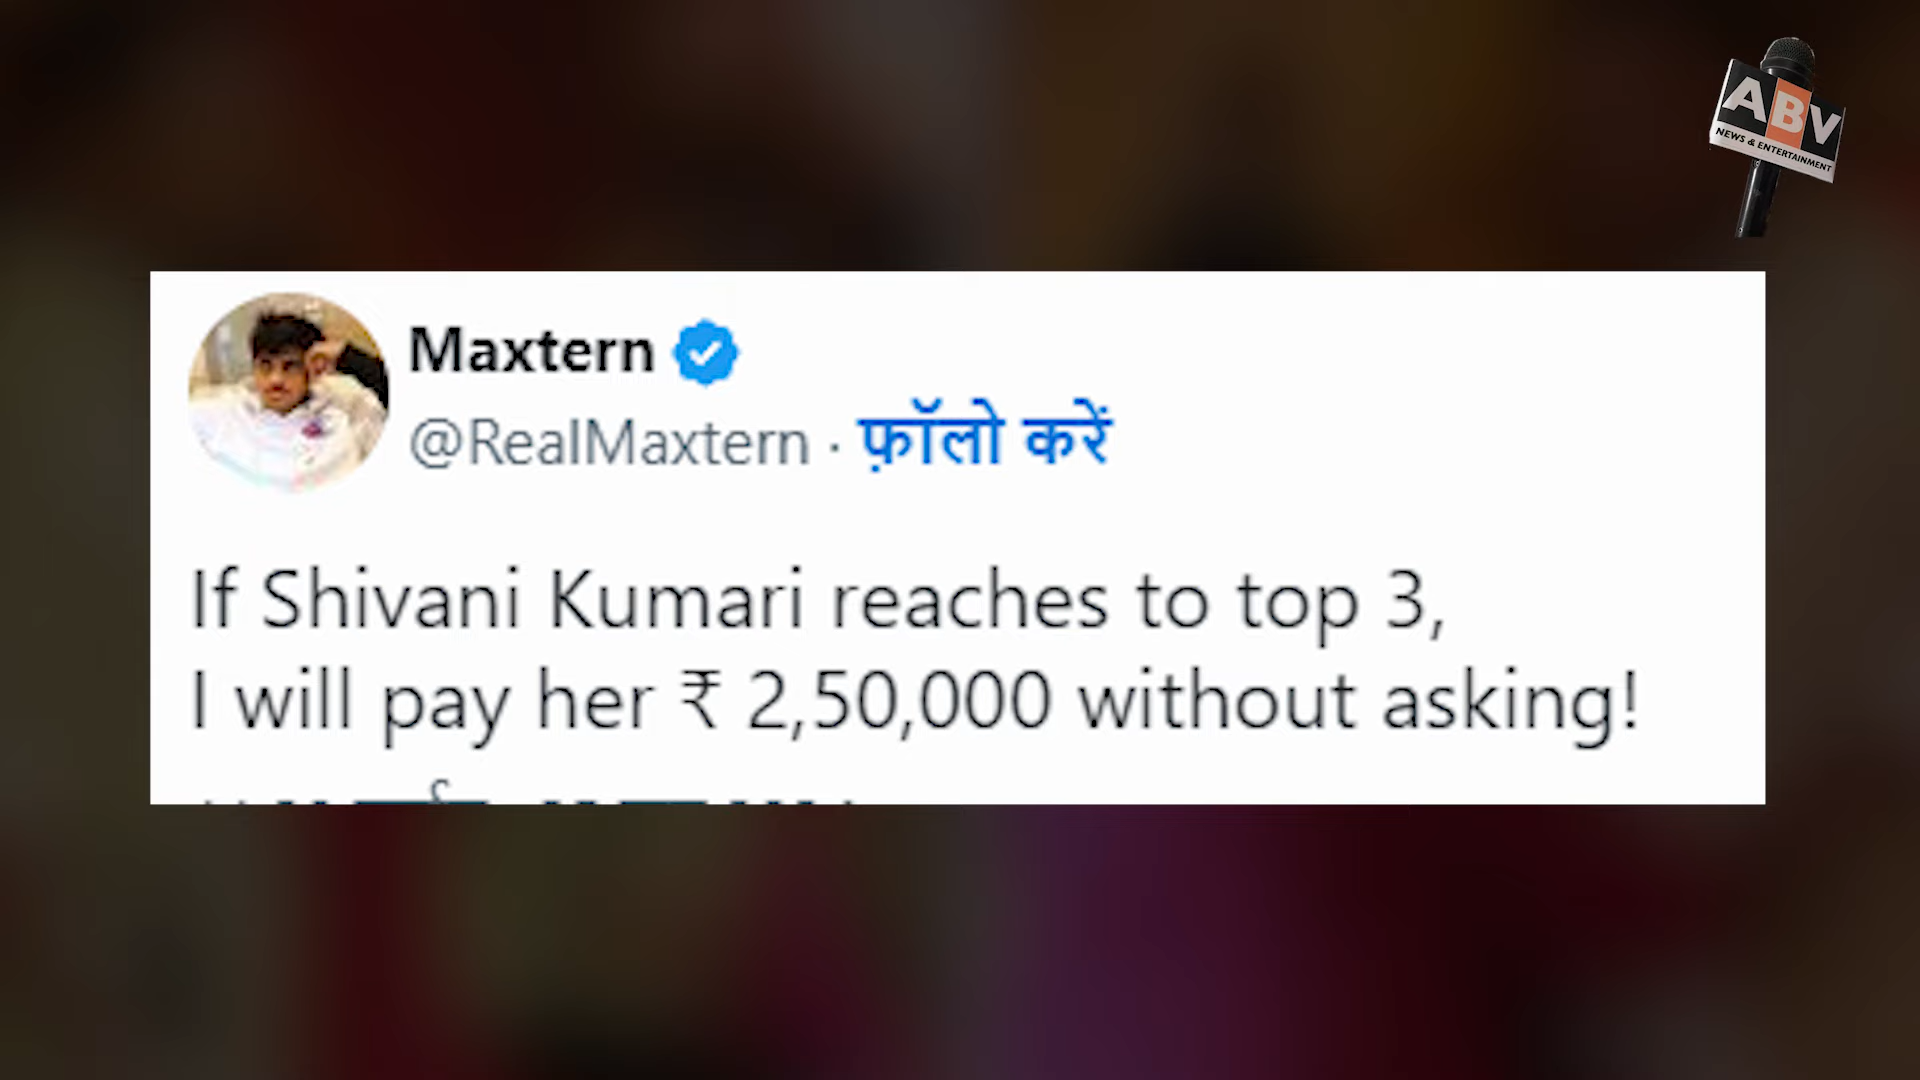 ABV
NEWS & ENTERTAINMENT
Maxtern
@RealMaxtern · फ़ॉलो करें
If Shivani Kumari reaches to top 3,
I will pay her ₹ 2,50,000 without asking!